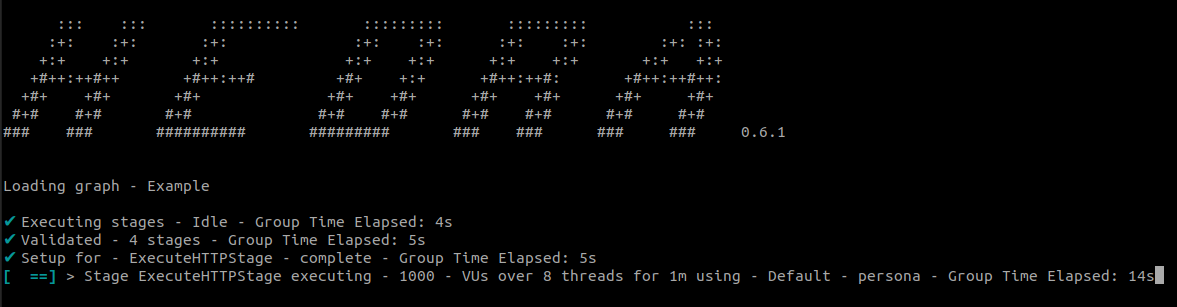 :::    :::       ::::::::::       :::::::::       :::::::::           :::
     :+:    :+:       :+:              :+:    :+:      :+:    :+:        :+: :+:
    +:+    +:+       +:+              +:+    +:+      +:+    +:+       +:+   +:+
   +#++:++#++       +#++:++#         +#+    +:+      +#++:++#:       +#++:++#++:
  +#+    +#+       +#+              +#+    +#+      +#+    +#+      +#+     +#+
 #+#    #+#       #+#              #+#    #+#      #+#    #+#      #+#     #+#
###    ###       ##########       #########       ###    ###      ###     ###     0.6.1
Loading graph - Example
✔ Executing stages - Idle - Group Time Elapsed: 4s
✔ Validated - 4 stages - Group Time Elapsed: 5s
✔ Setup for - ExecuteHTTPStage - complete - Group Time Elapsed: 5s
[  ==] > Stage ExecuteHTTPStage executing - 1000 - VUs over 8 threads for 1m using - Default - persona - Group Time Elapsed: 14s